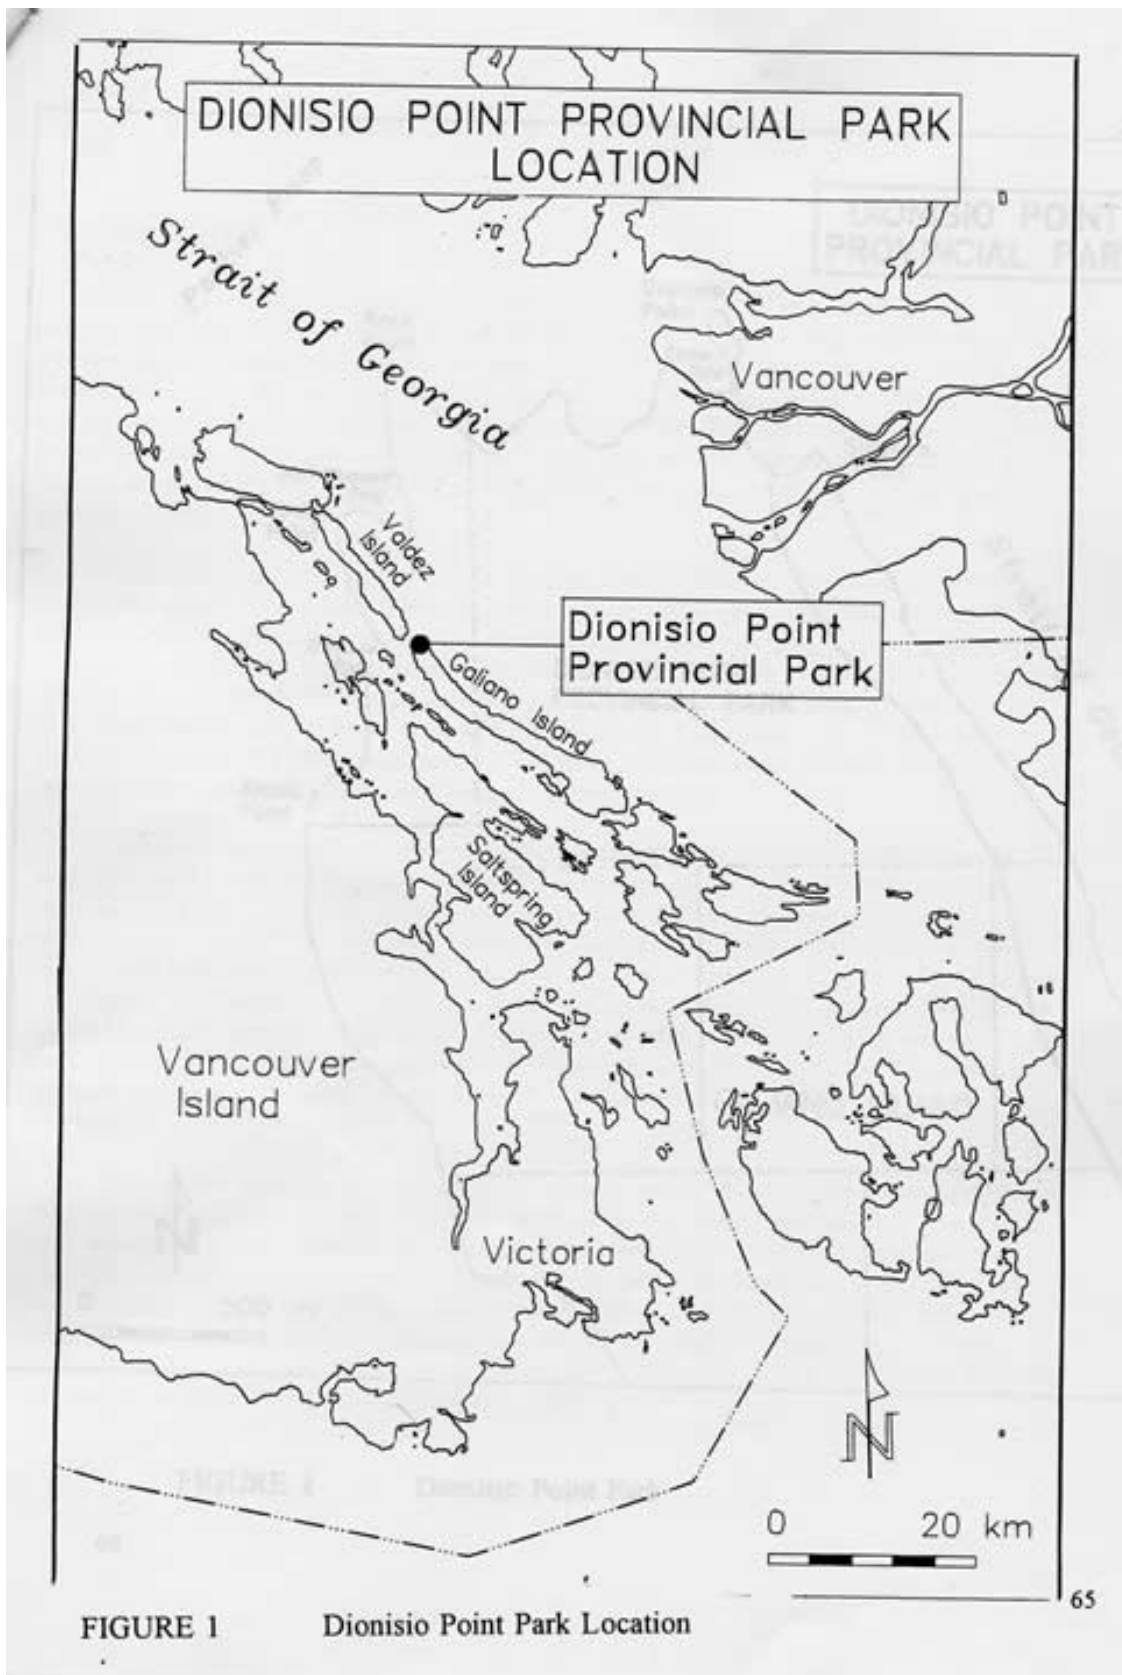 DIONISIO POINT PROVINCIAL PARK
LOCATION
Strait of Georgia
Vancouver
Valdez
Island
Dionisio Point
Provincial Park
Galiano Island
Saltspring
Island
Vancouver
Island
Victoria
N
0 20 km
65
FIGURE 1 Dionisio Point Park Location